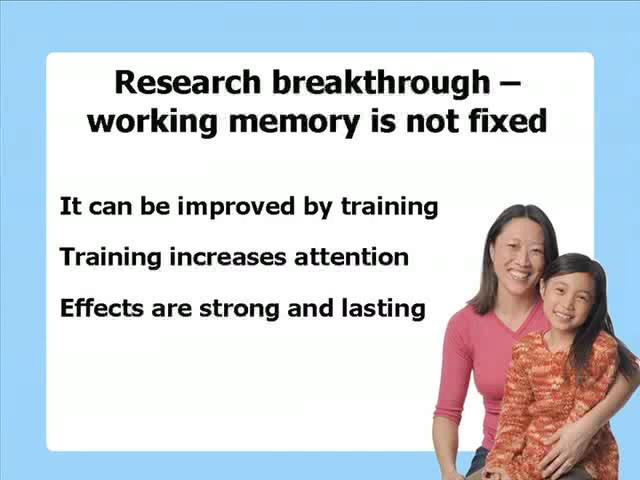 Research breakthrough –
working memory is not fixed
It can be improved by training
Training increases attention
Effects are strong and lasting